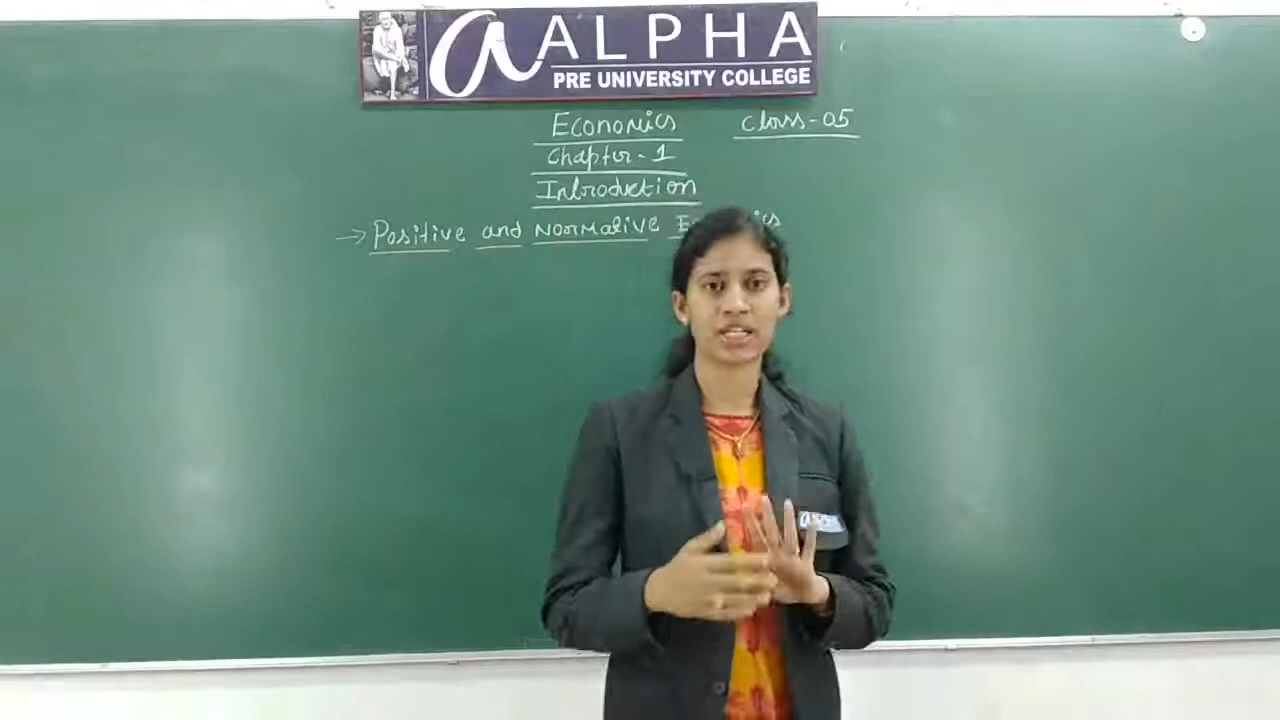 a ALPHA
PRE UNIVERSITY COLLEGE
Economics Class-05
Chapter-1
Introduction
→ Positive and Normative